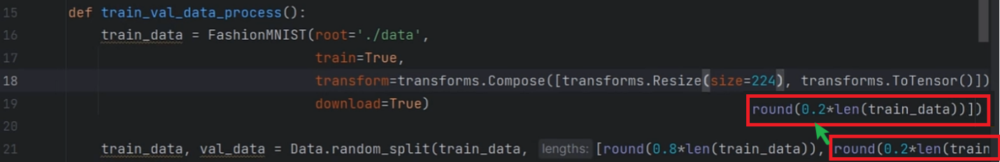 15 def train_val_data_process():
16 train_data = FashionMNIST(root='./data',
17 train=True,
18 transform=transforms.Compose([transforms.Resize(size=224), transforms.ToTensor()])
19 download=True)
round(0.2*len(train_data))])
20
21 train_data, val_data = Data.random_split(train_data, lengths: [round(0.8*len(train_data)), round(0.2*len(train